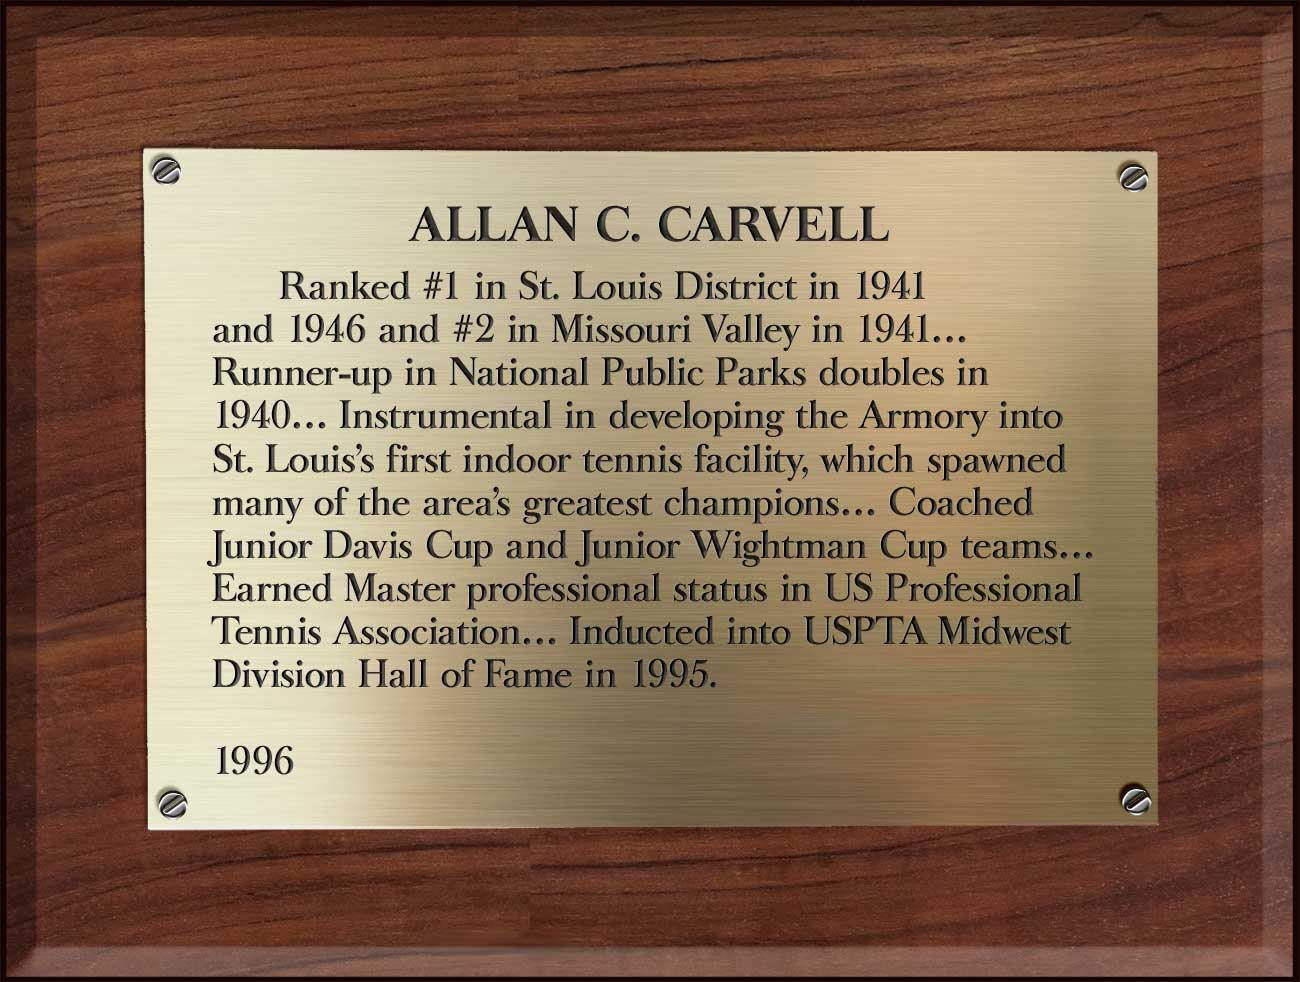 ALLAN C. CARVELL
Ranked #1 in St. Louis District in 1941
and 1946 and #2 in Missouri Valley in 1941...
Runner-up in National Public Parks doubles in
1940... Instrumental in developing the Armory into
St. Louis’s first indoor tennis facility, which spawned
many of the area’s greatest champions... Coached
Junior Davis Cup and Junior Wightman Cup teams...
Earned Master professional status in US Professional
Tennis Association... Inducted into USPTA Midwest
Division Hall of Fame in 1995.
1996